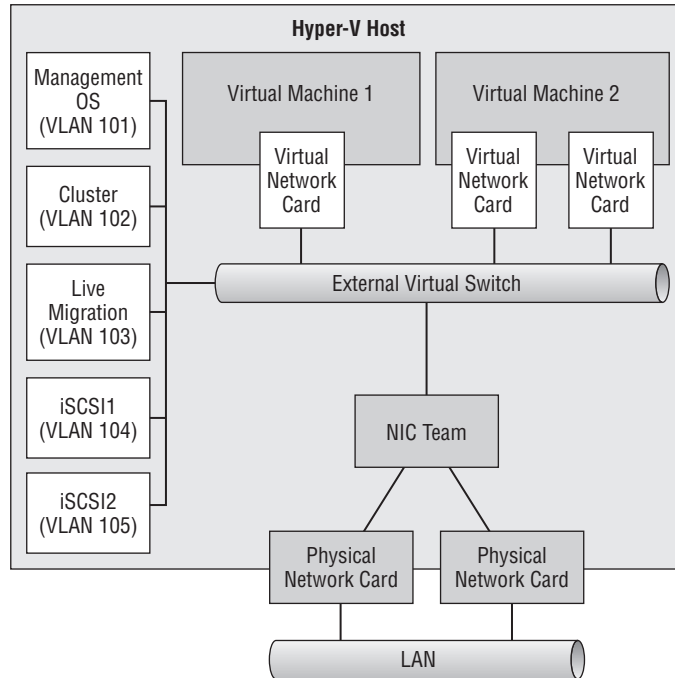 Hyper-V Host
Management
OS
(VLAN 101)
Cluster
(VLAN 102)
Live
Migration
(VLAN 103)
iSCSI1
(VLAN 104)
iSCSI2
(VLAN 105)
Virtual Machine 1
Virtual
Network
Card
Virtual Machine 2
Virtual
Network
Card
Virtual
Network
Card
External Virtual Switch
NIC Team
Physical
Network Card
Physical
Network Card
LAN